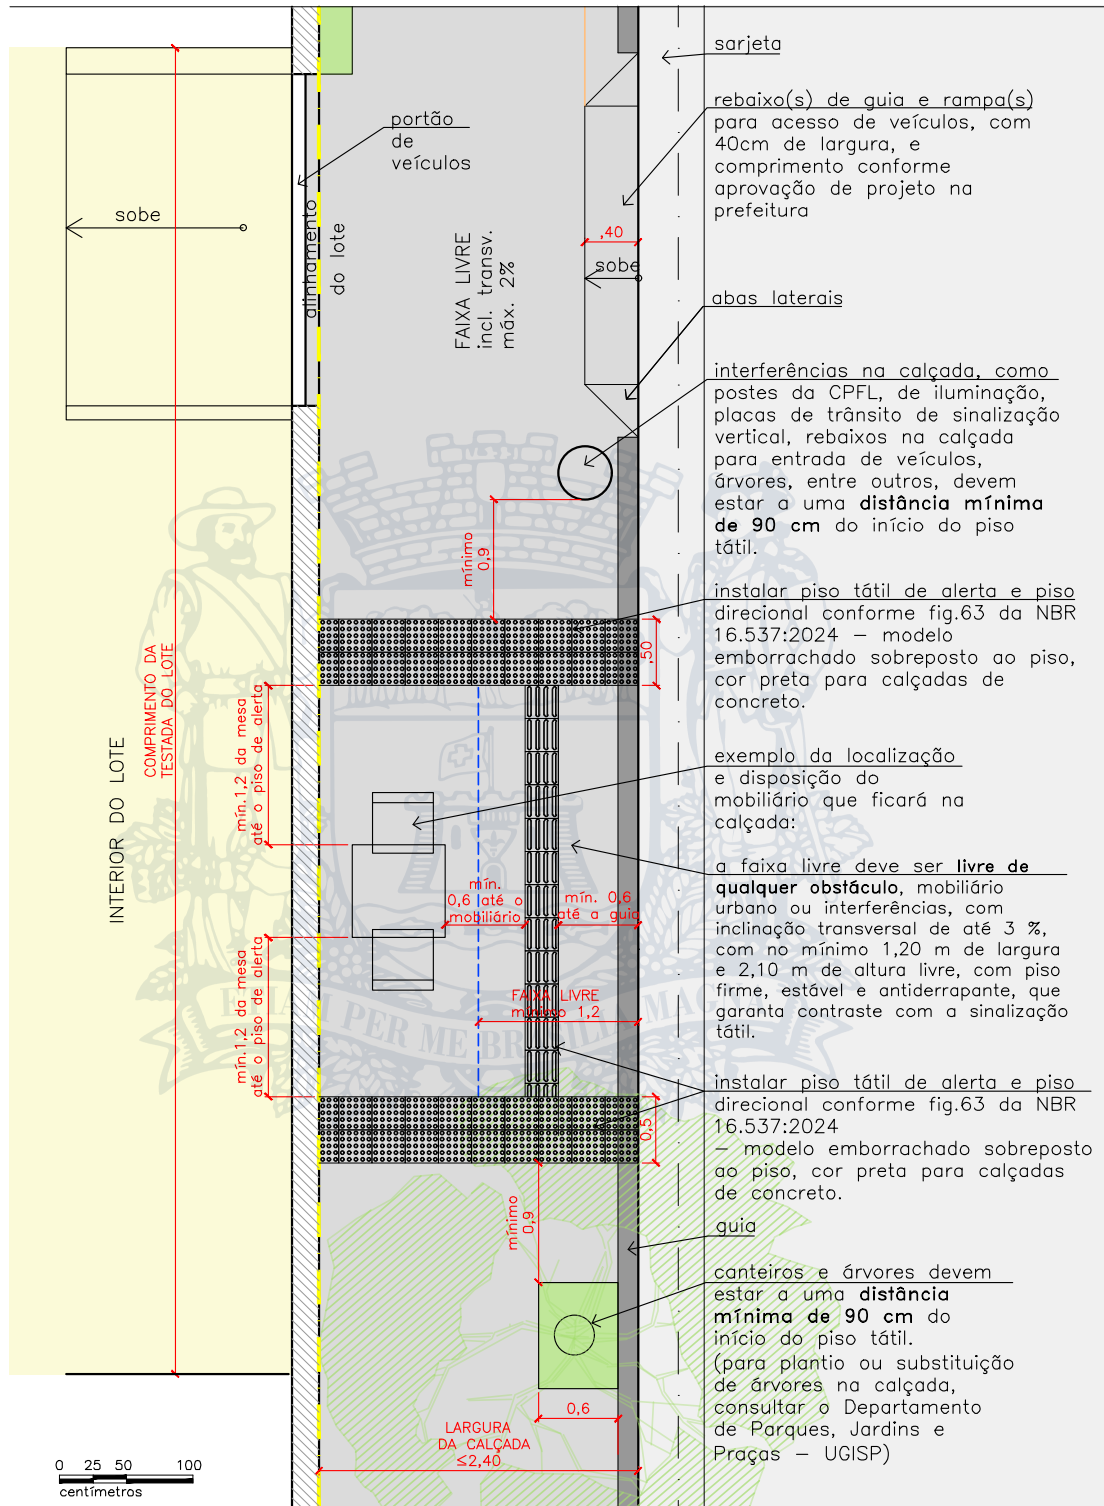 sarjeta
rebaixo(s) de guia e rampa(s)
para acesso de veículos, com
40cm de largura, e
comprimento conforme
aprovação de projeto na
prefeitura
portão
de
veículos
sobe
alinhamento
do lote
FAIXA LIVRE
incl. transv.
máx. 2%
,40
sobe
abas laterais
interferências na calçada, como
postes da CPFL, de iluminação,
placas de trânsito de sinalização
vertical, rebaixos na calçada
para entrada de veículos,
árvores, entre outros, devem
estar a uma distância mínima
de 90 cm do início do piso
tátil.
mínimo
0,9
instalar piso tátil de alerta e piso
direcional conforme fig.63 da NBR
16.537:2024 – modelo
emborrachado sobreposto ao piso,
cor preta para calçadas de
concreto.
,50
COMPRIMENTO DA
TESTADA DO LOTE
INTERIOR DO LOTE
mín.1,2 da mesa
até o piso de alerta
exemplo da localização
e disposição do
mobiliário que ficará na
calçada:
mín.
0,6 até o
mobiliário
mín. 0,6
até a guia
a faixa livre deve ser livre de
qualquer obstáculo, mobiliário
urbano ou interferências, com
inclinação transversal de até 3 %,
com no mínimo 1,20 m de largura
e 2,10 m de altura livre, com piso
firme, estável e antiderrapante, que
garanta contraste com a sinalização
tátil.
mín.1,2 da mesa
até o piso de alerta
FAIXA LIVRE
mínimo 1,2
PER ME BR
MAGNA
instalar piso tátil de alerta e piso
direcional conforme fig.63 da NBR
16.537:2024
– modelo emborrachado sobreposto
ao piso, cor preta para calçadas
de concreto.
0,5
mínimo
0,9
guia
canteiros e árvores devem
estar a uma distância
mínima de 90 cm do
início do piso tátil.
(para plantio ou substituição
de árvores na calçada,
consultar o Departamento
de Parques, Jardins e
Praças – UGISP)
0,6
LARGURA
DA CALÇADA
≤2,40
0 25 50 100
centímetros